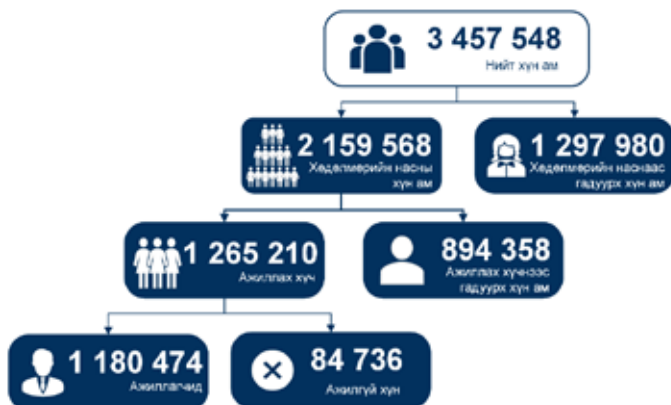 3 457 548
Нийт хүн ам
2 159 568
Хөдөлмөрийн насны
хүн ам
1 297 980
Хөдөлмөрийн наснаас
гадуурх хүн ам
1 265 210
Ажиллах хүч
894 358
Ажиллах хүчнээс
гадуурх хүн ам
1 180 474
Ажиллагчид
84 736
Ажилгүй хүн